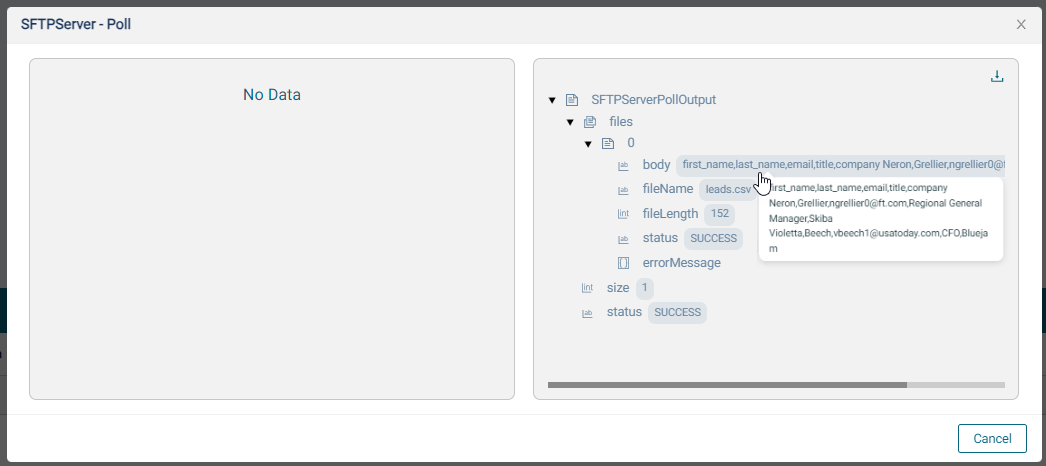 SFTPServer - Poll
No Data
SFTPServerPollOutput
files
0
body first_name,last_name,email,title,company Neron,Grellier,ngrellier0@f
fileName leads.csv
fileLength 152
status SUCCESS
errorMessage
size 1
status SUCCESS
first_name,last_name,email,title,company
Neron,Grellier,ngrellier0@ft.com,Regional General
Manager,Skiba
Violetta,Beech,vbeech1@usatoday.com,CFO,Blueja
m
Cancel